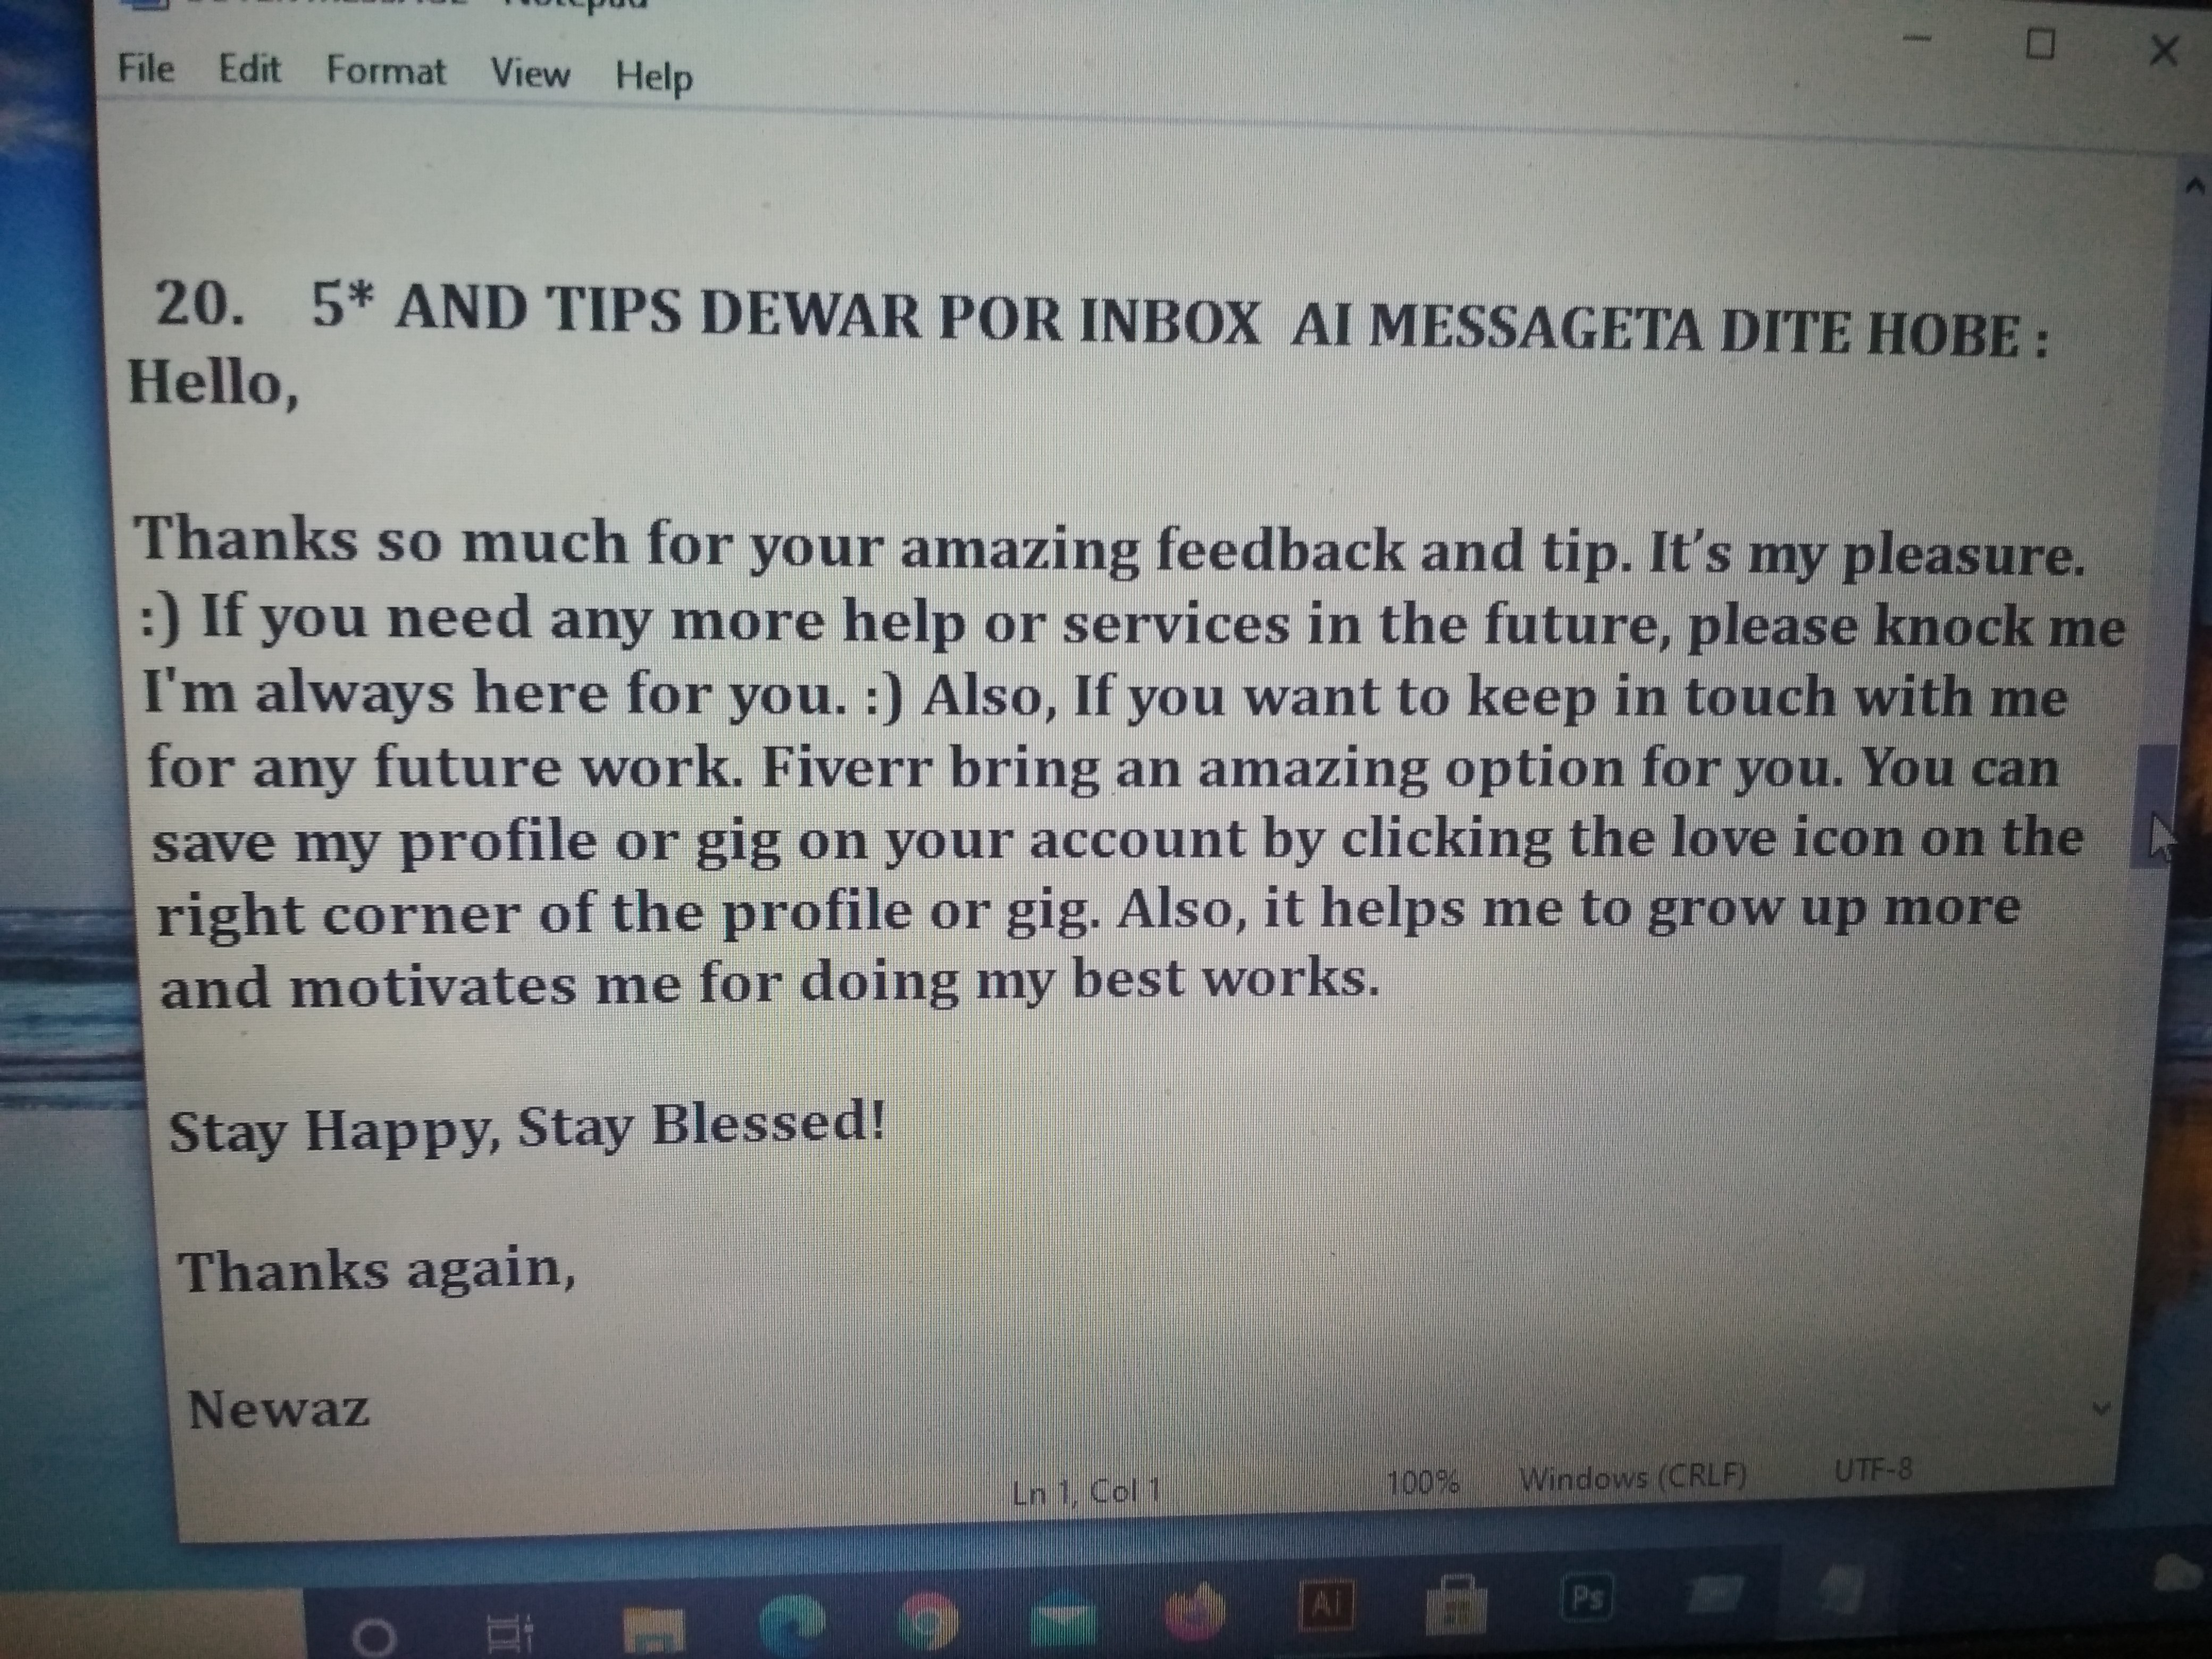 Notepad
File Edit Format View Help
20. 5* AND TIPS DEWAR POR INBOX AI MESSAGETA DITE HOBE :
Hello,
Thanks so much for your amazing feedback and tip. It's my pleasure.
:) If you need any more help or services in the future, please knock me
I'm always here for you. :) Also, If you want to keep in touch with me
for any future work. Fiverr bring an amazing option for you. You can
save my profile or gig on your account by clicking the love icon on the
right corner of the profile or gig. Also, it helps me to grow up more
and motivates me for doing my best works.
Stay Happy, Stay Blessed!
Thanks again,
Newaz
Ln 1, Col 1 100% Windows (CRLF) UTF-8
Ai Ps